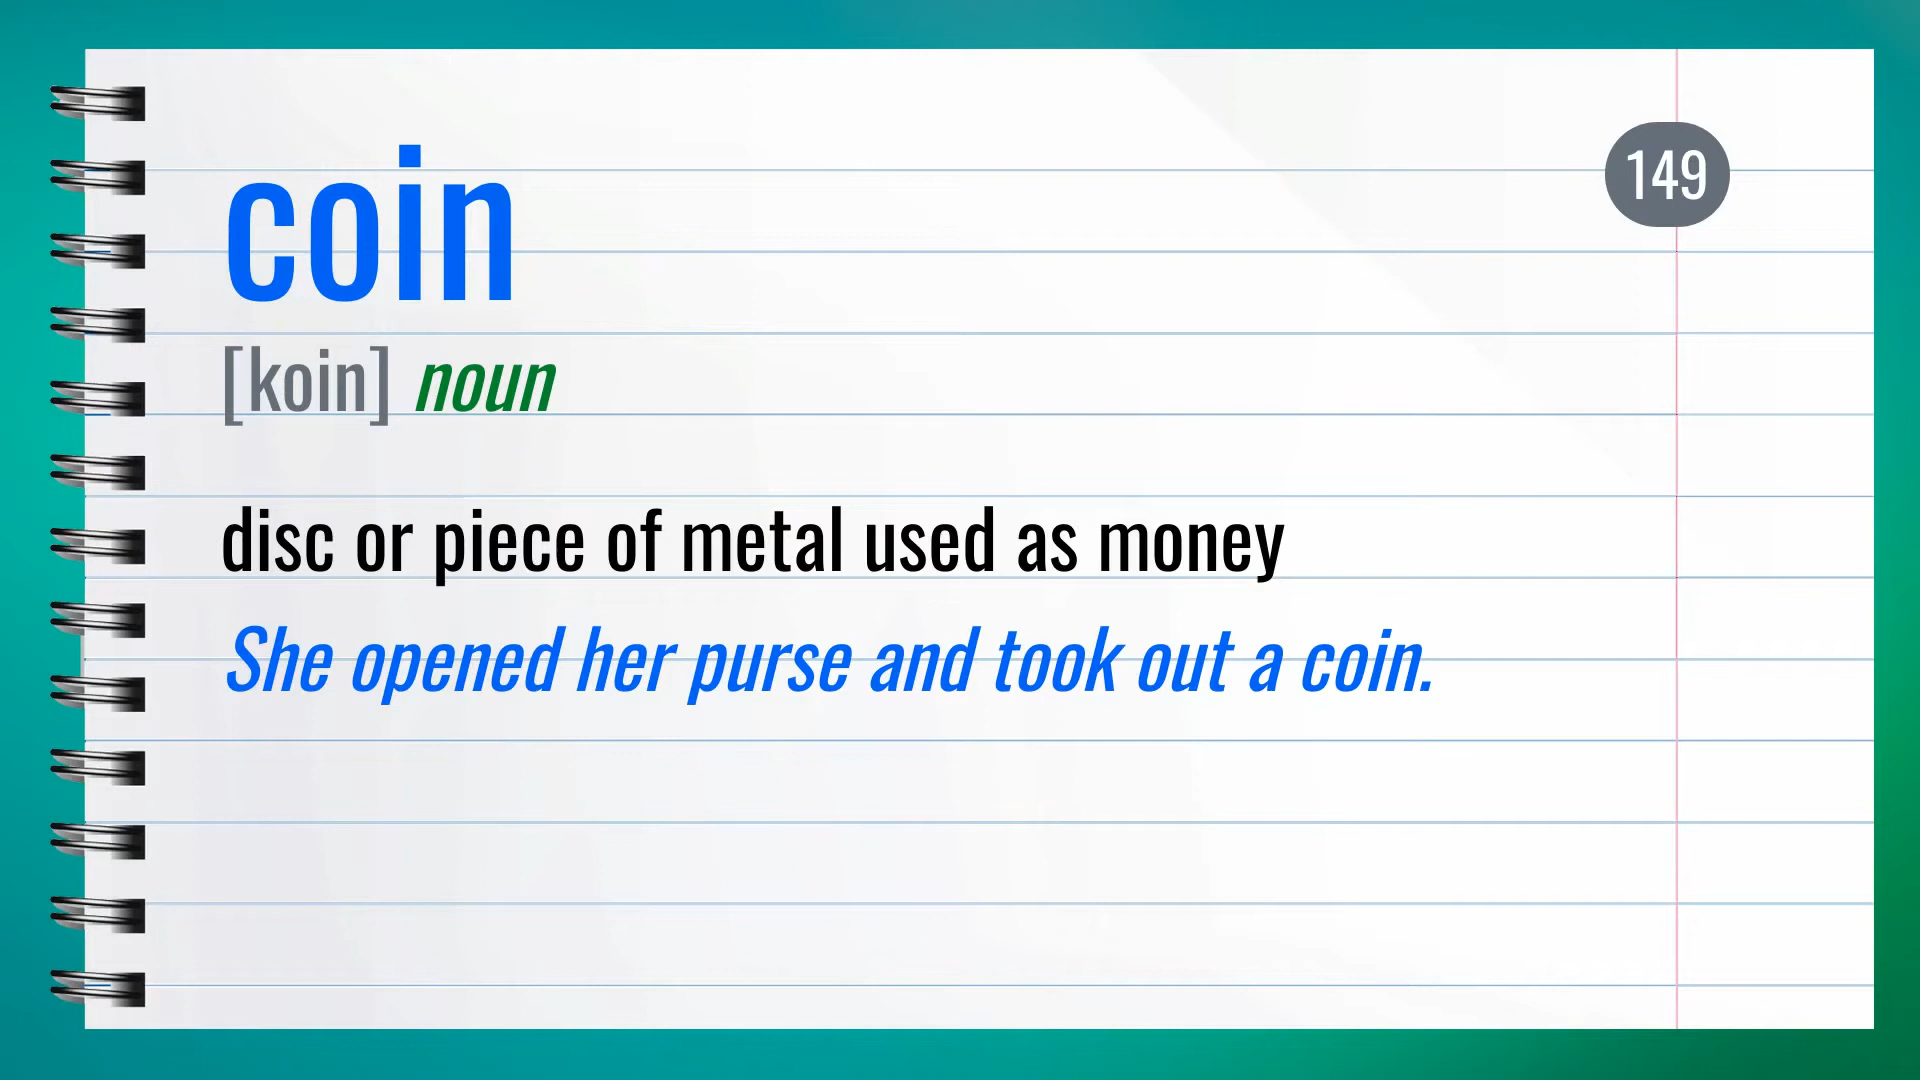 coin
149
[koin] noun
disc or piece of metal used as money
She opened her purse and took out a coin.